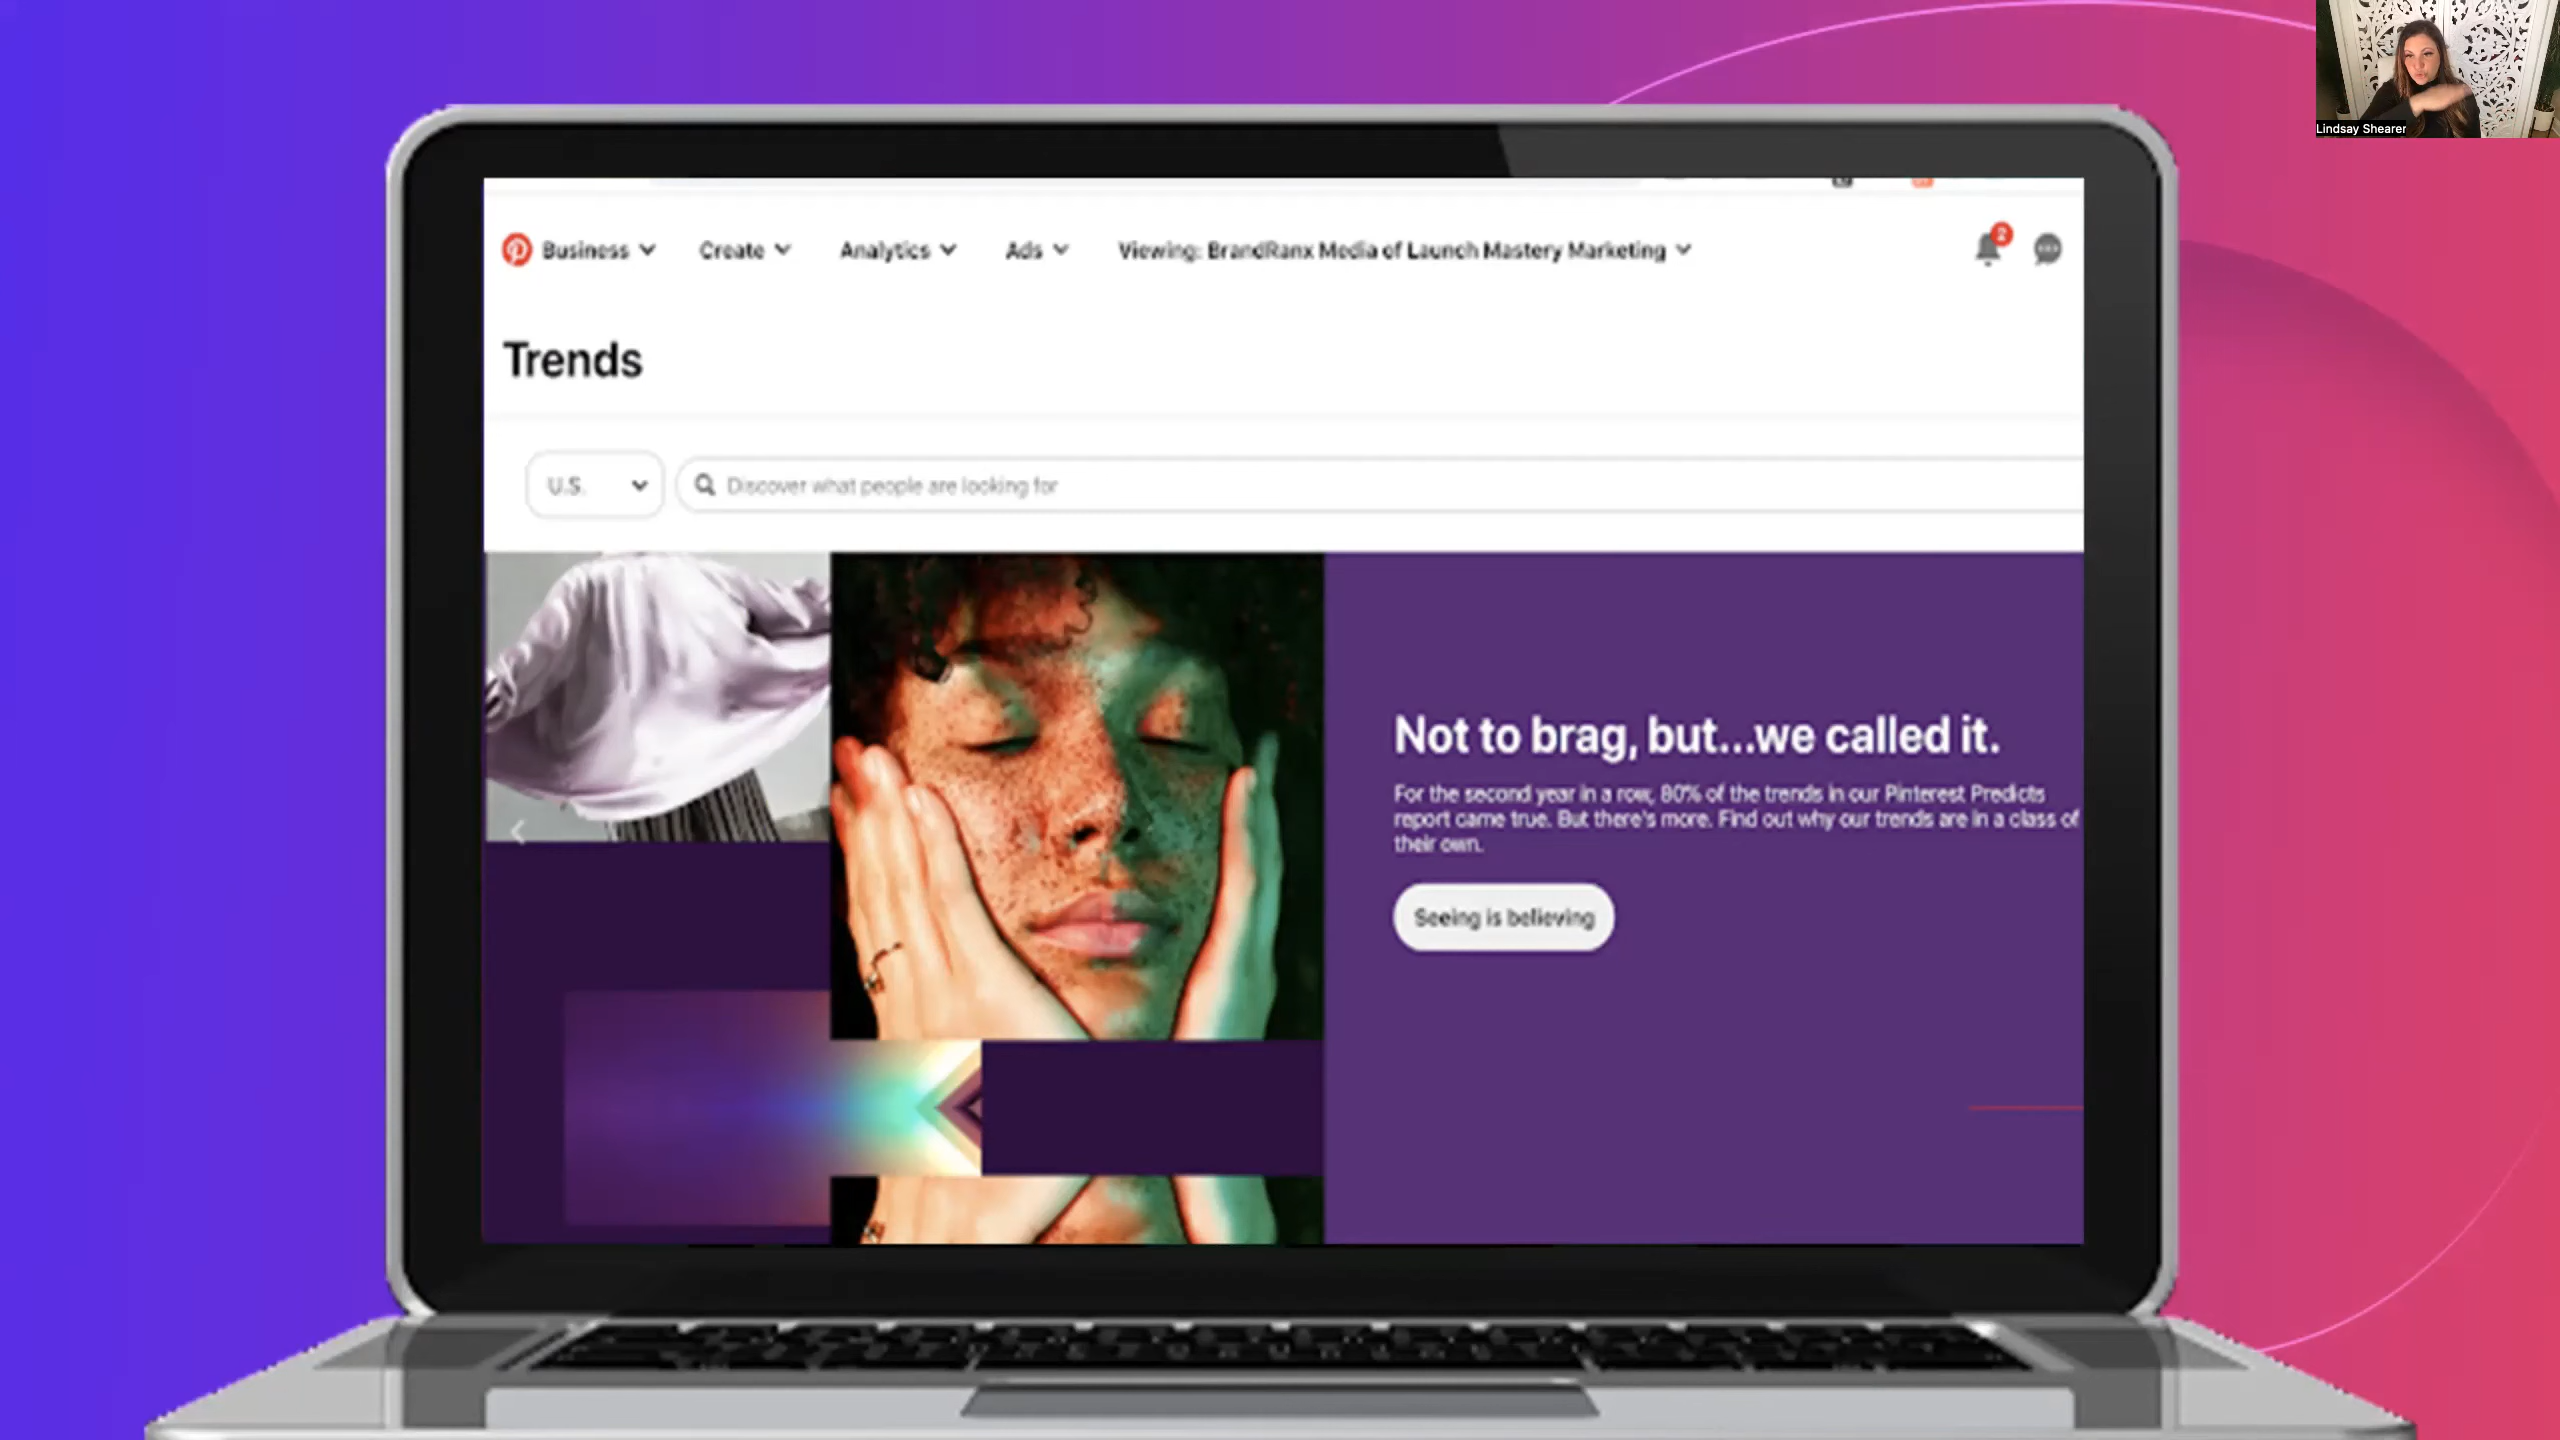 Lindsay Shearer
Business Create Analytics Ads Viewing: BrandRanx Media of Launch Mastery Marketing 2
Trends
U.S. Discover what people are looking for
Not to brag, but...we called it.
For the second year in a row, 80% of the trends in our Pinterest Predicts
report came true. But there's more. Find out why our trends are in a class of
their own.
Seeing is believing